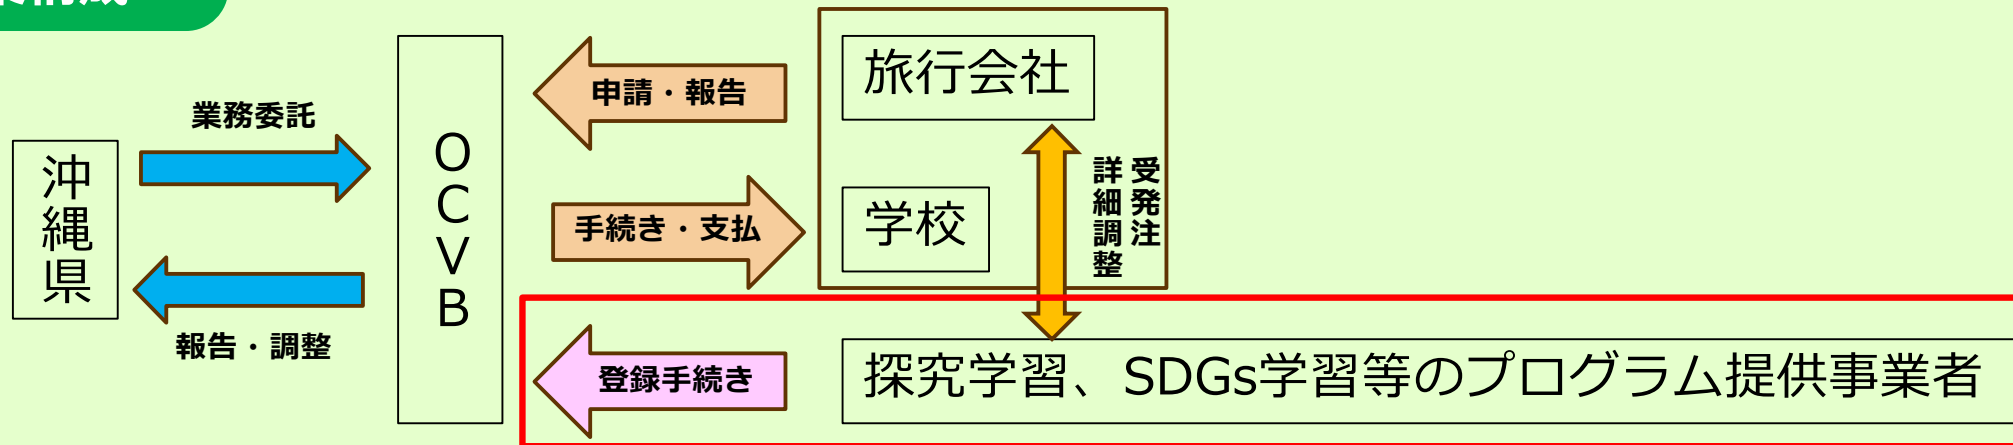 業務委託
沖縄県
報告・調整
OCVB
申請・報告
手続き・支払
旅行会社
学校
受発注
詳細調整
登録手続き
探究学習、SDGs学習等のプログラム提供事業者